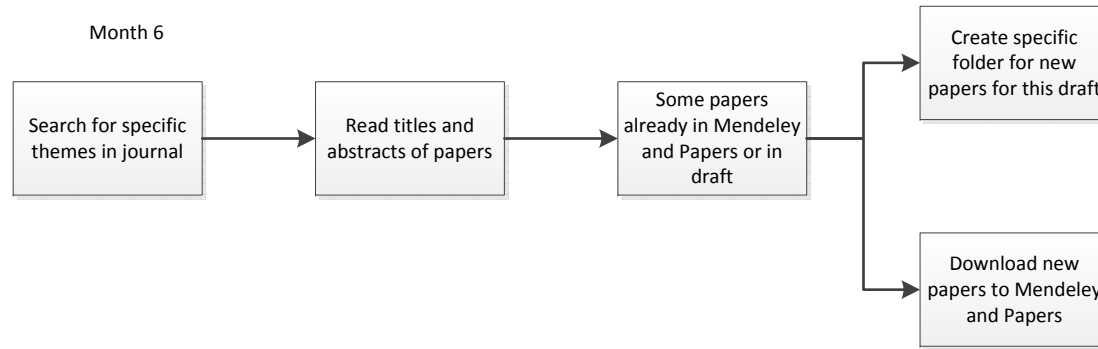 Month 6
Search for specific
themes in journal
Read titles and
abstracts of papers
Some papers
already in Mendeley
and Papers or in
draft
Create specific
folder for new
papers for this draft
Download new
papers to Mendeley
and Papers